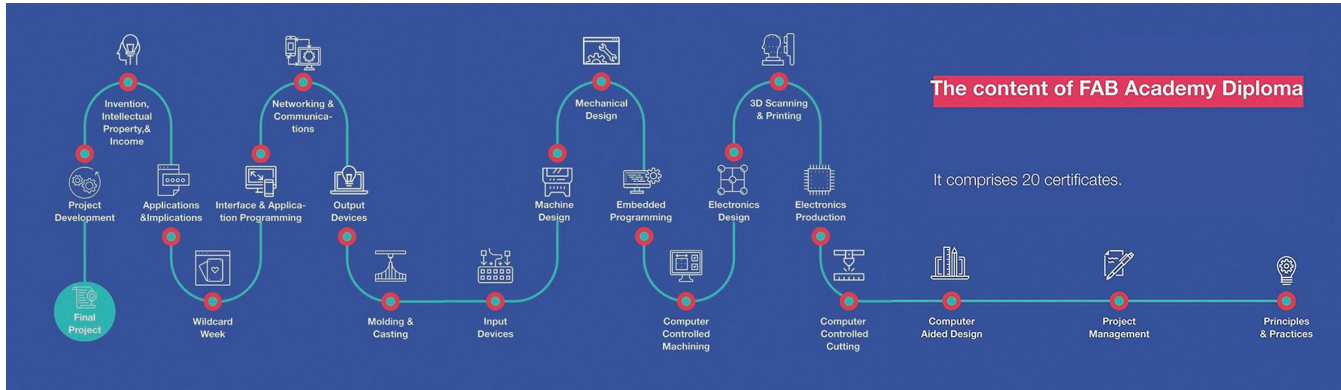 The content of FAB Academy Diploma
It comprises 20 certificates.
Invention,
Intellectual
Property,&
Income
Networking &
Communica-
tions
Mechanical
Design
3D Scanning
& Printing
Project
Development
Applications
&Implications
Interface & Applica-
tion Programming
Output
Devices
Machine
Design
Embedded
Programming
Electronics
Design
Electronics
Production
Final
Project
Wildcard
Week
Molding &
Casting
Input
Devices
Computer
Controlled
Machining
Computer
Controlled
Cutting
Computer
Aided Design
Project
Management
Principles
& Practices